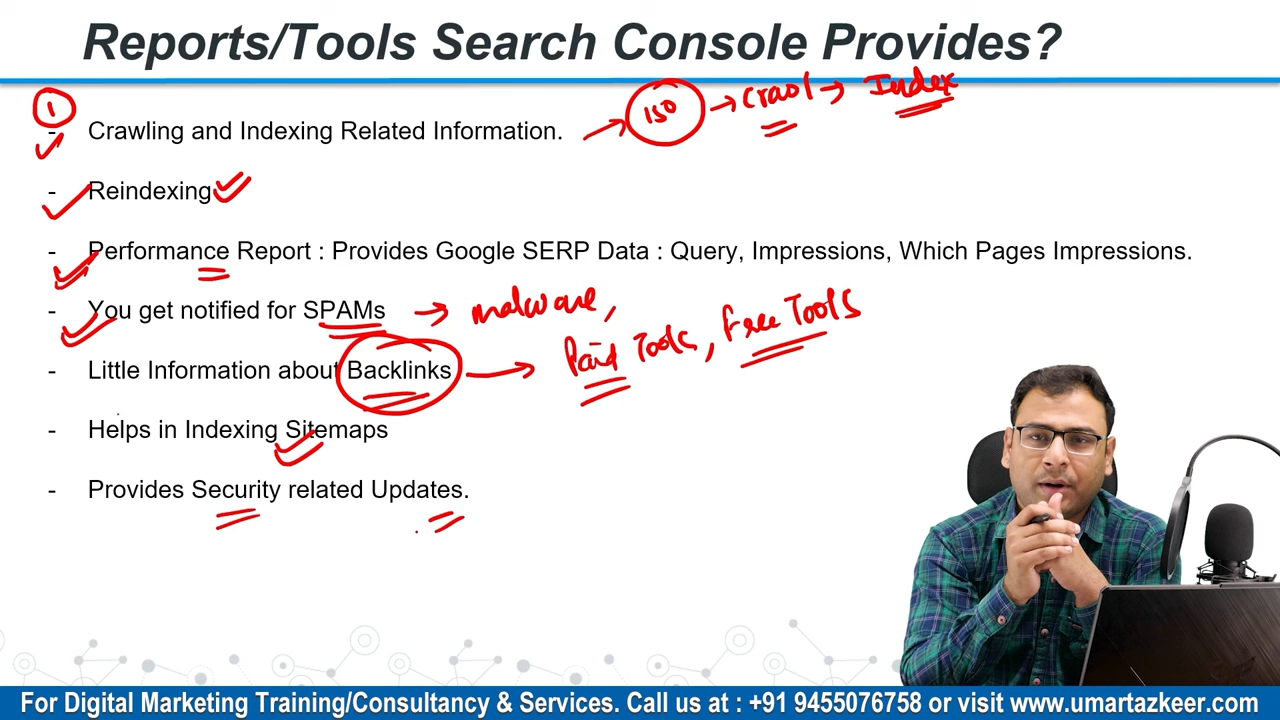 Reports/Tools Search Console Provides?
1
- Crawling and Indexing Related Information. → 150 → Crawl → Index
- Reindexing
- Performance Report : Provides Google SERP Data : Query, Impressions, Which Pages Impressions.
- You get notified for SPAMs → malware,
- Little Information about Backlinks → Paid Tools, Free Tools
- Helps in Indexing Sitemaps
- Provides Security related Updates.
For Digital Marketing Training/Consultancy & Services. Call us at : +91 9455076758 or visit www.umartazkeer.com